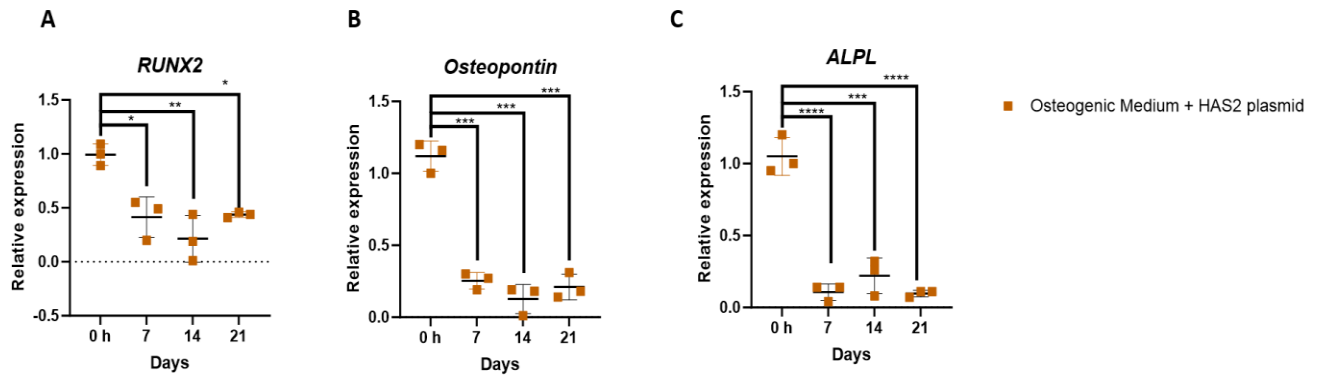 A
B
C
RUNX2
Osteopontin
ALPL
*
**
*
***
***
***
****
***
****
Osteogenic Medium + HAS2 plasmid
Relative expression
1.5
1.0
0.5
0.0
-0.5
0 h 7 14 21
Days
Relative expression
1.5
1.0
0.5
0.0
0 h 7 14 21
Days
Relative expression
1.5
1.0
0.5
0.0
0 h 7 14 21
Days